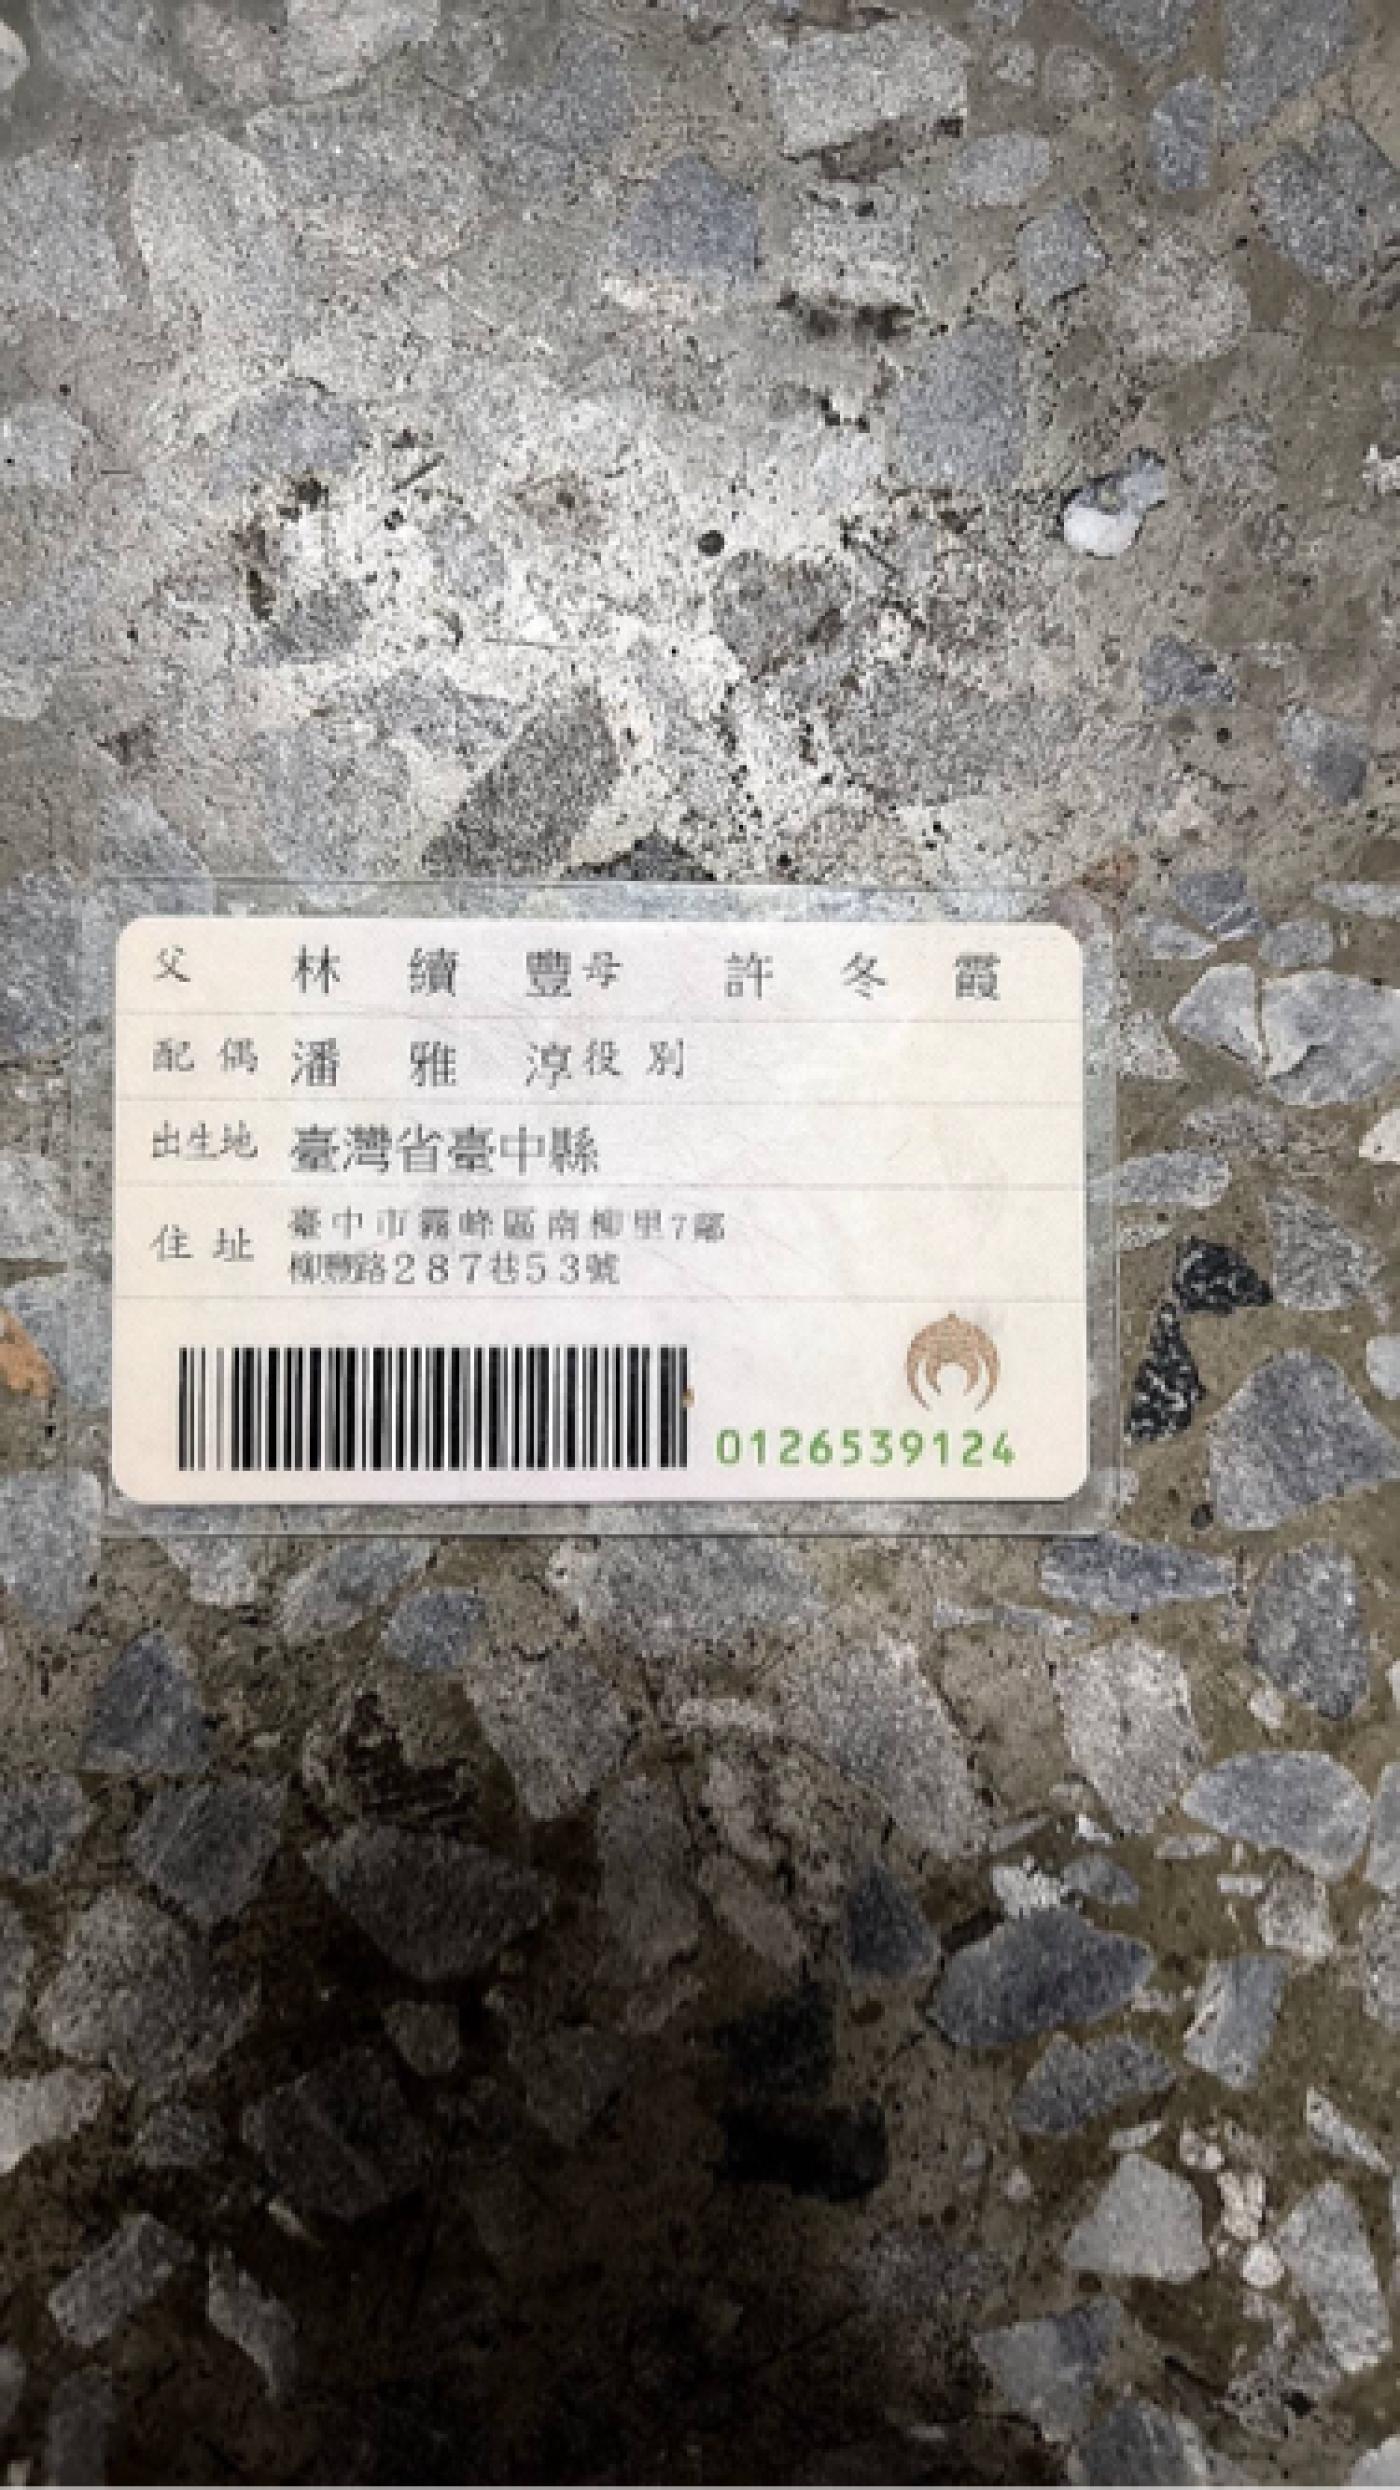 父 林 續 豐 母 許 冬 霞
配偶 潘 雅 淳 役別
出生地 臺灣省臺中縣
住址 臺中市霧峰區南柳里7鄰
柳豐路287巷53號
0126539124